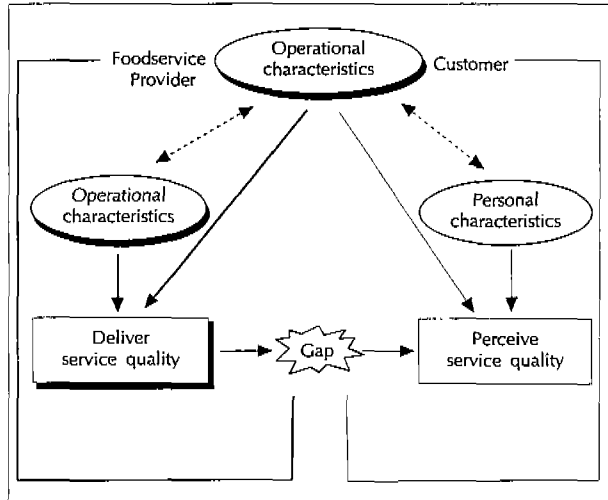 Foodservice
Provider
Operational
characteristics
Customer
Operational
characteristics
Personal
characteristics
Deliver
service quality
Gap
Perceive
service quality